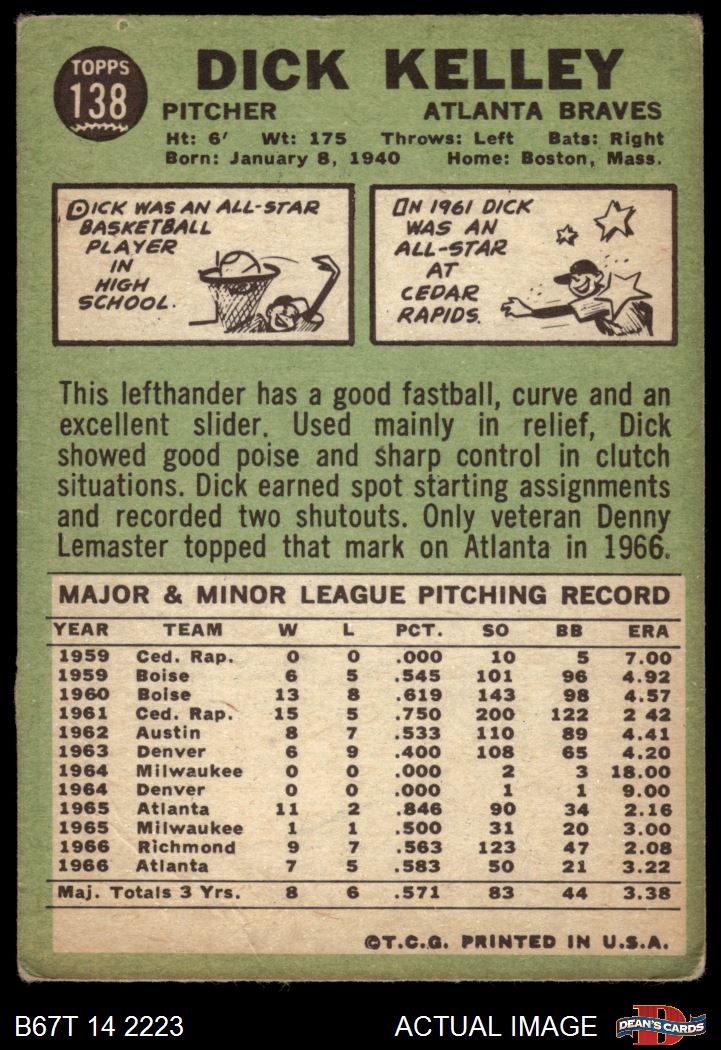 TOPPS
138
DICK KELLEY
PITCHER ATLANTA BRAVES
Ht: 6' Wt: 175 Throws: Left Bats: Right
Born: January 8, 1940 Home: Boston, Mass.
DICK WAS AN ALL-STAR
BASKETBALL
PLAYER
IN
HIGH
SCHOOL.
IN 1961 DICK
WAS AN
ALL-STAR
AT
CEDAR
RAPIDS.
This lefthander has a good fastball, curve and an
excellent slider. Used mainly in relief, Dick
showed good poise and sharp control in clutch
situations. Dick earned spot starting assignments
and recorded two shutouts. Only veteran Denny
Lemaster topped that mark on Atlanta in 1966.
MAJOR & MINOR LEAGUE PITCHING RECORD
YEAR TEAM W L PCT. SO BB ERA
1959 Ced. Rap. 0 0 .000 10 5 7.00
1959 Boise 6 5 .545 101 96 4.92
1960 Boise 13 8 .619 143 98 4.57
1961 Ced. Rap. 15 5 .750 200 122 2 42
1962 Austin 8 7 .533 110 89 4.41
1963 Denver 6 9 .400 108 65 4.20
1964 Milwaukee 0 0 .000 2 3 18.00
1964 Denver 0 0 .000 1 1 9.00
1965 Atlanta 11 2 .846 90 34 2.16
1965 Milwaukee 1 1 .500 31 20 3.00
1966 Richmond 9 7 .563 123 47 2.08
1966 Atlanta 7 5 .583 50 21 3.22
Maj. Totals 3 Yrs. 8 6 .571 83 44 3.38
©T.C.G. PRINTED IN U.S.A.
B67T 14 2223 ACTUAL IMAGE
D
DEAN'S CARDS